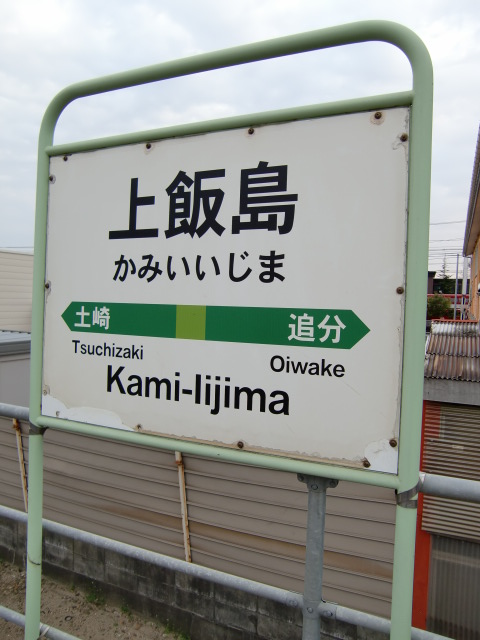 上飯島
かみいいじま
土崎 追分
Tsuchizaki Oiwake
Kami-Iijima